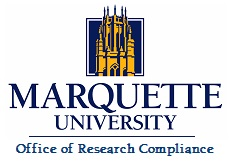 MARQUETTE
UNIVERSITY
Office of Research Compliance